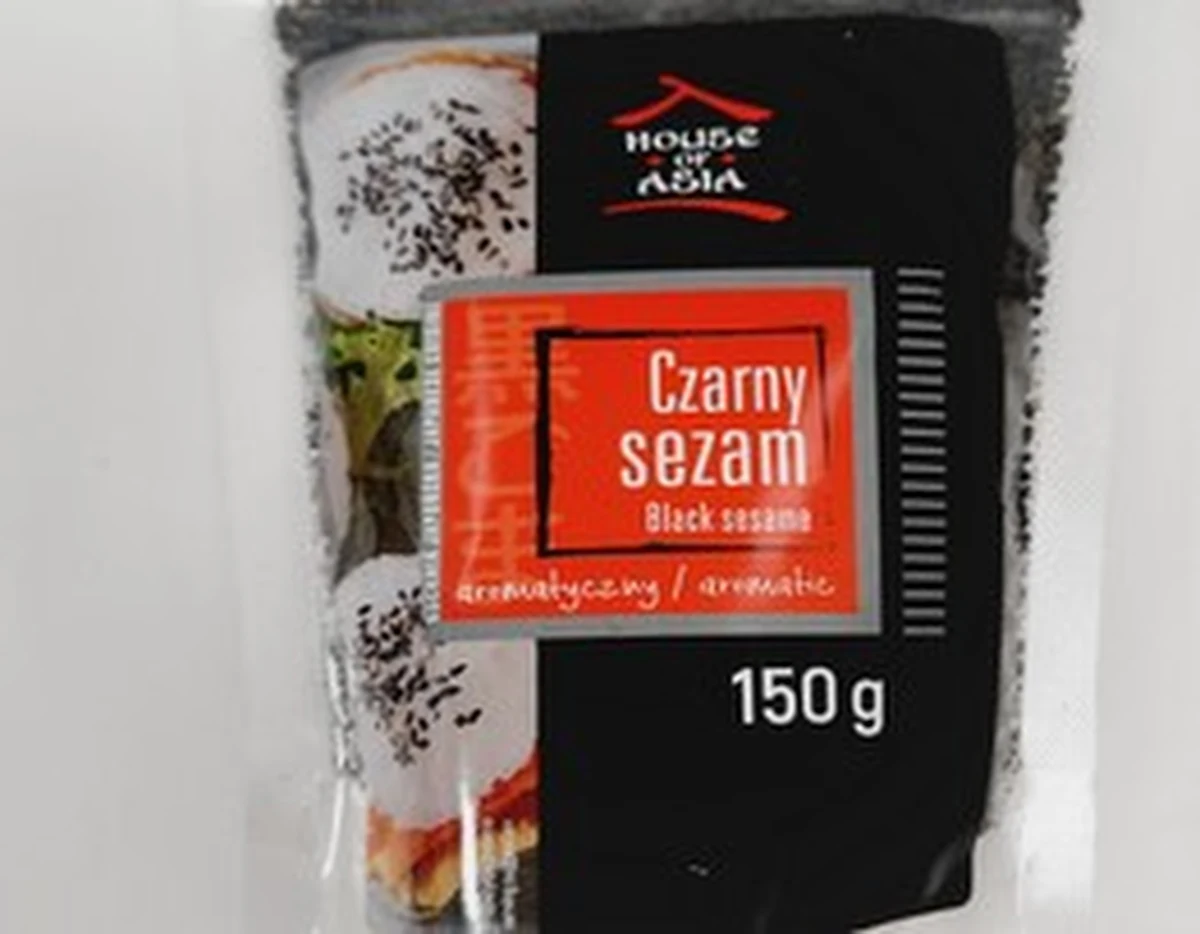 HOUSE
OF
ASIA
Czarny
sezam
Black sesame
aromatyczny / aromatic
150 g